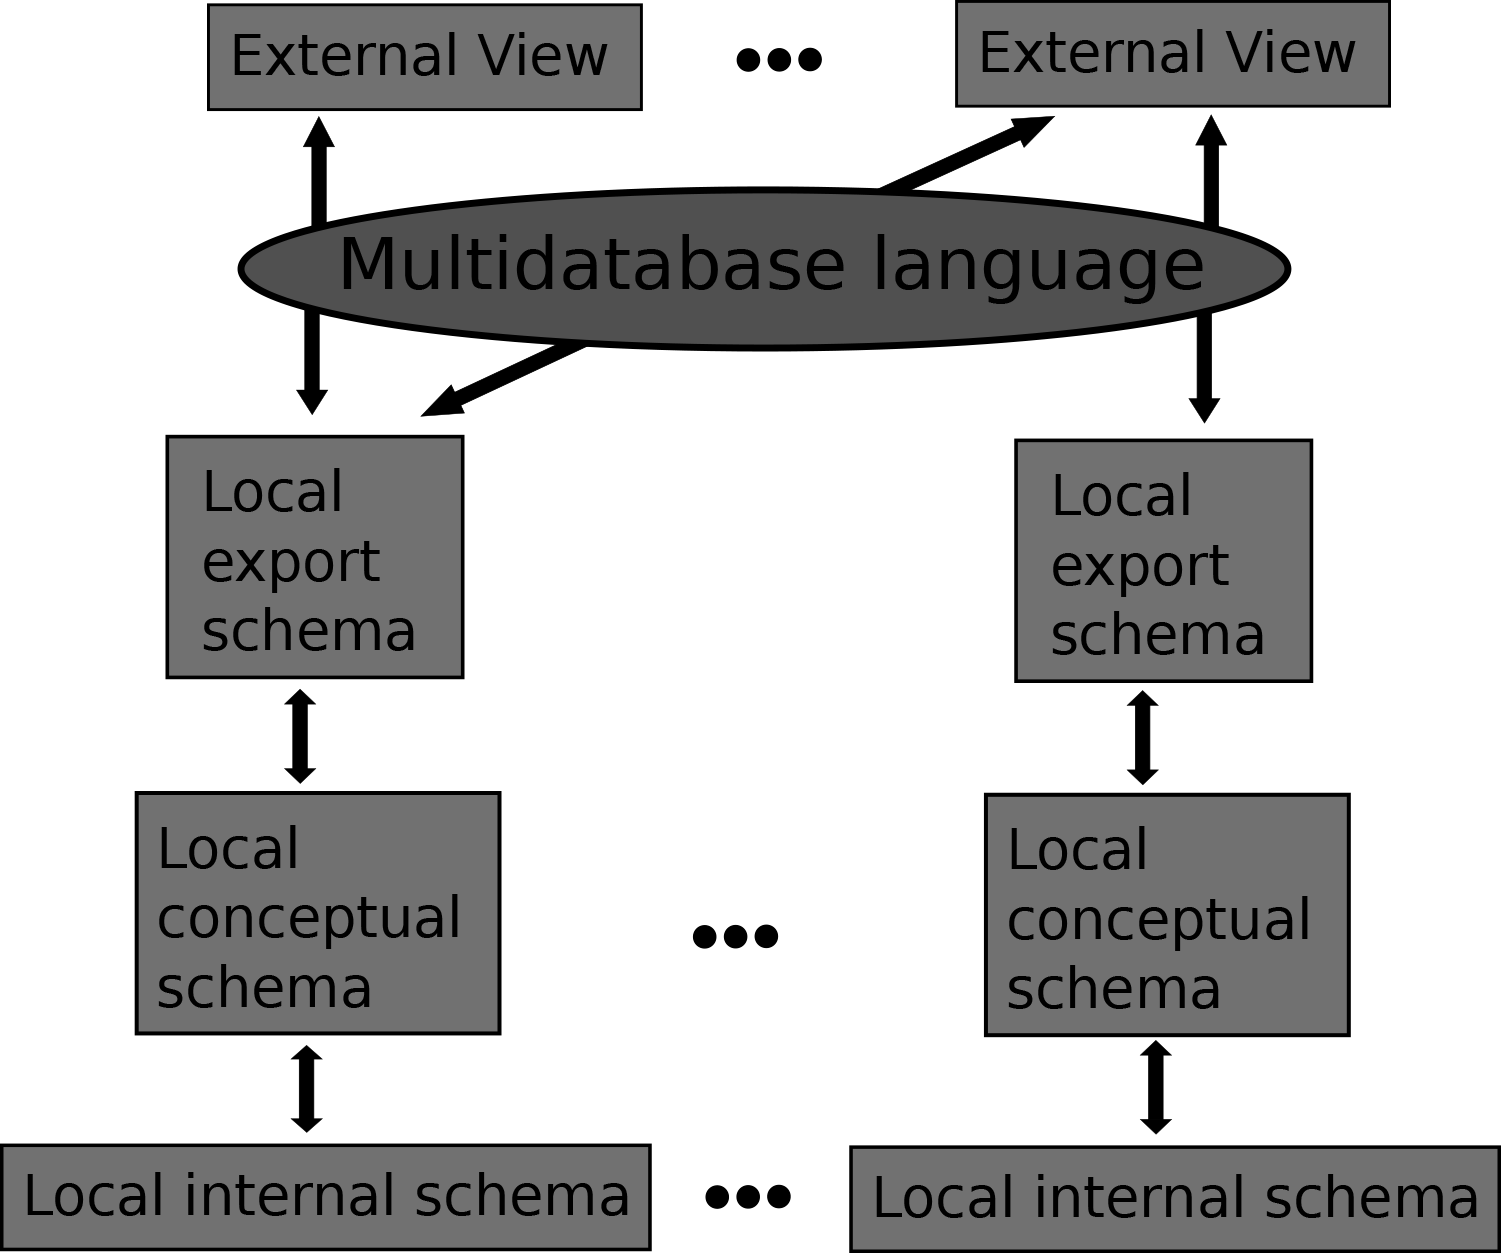 External View
External View
Multidatabase language
Local
export
schema
Local
export
schema
Local
conceptual
schema
Local
conceptual
schema
Local internal schema
Local internal schema